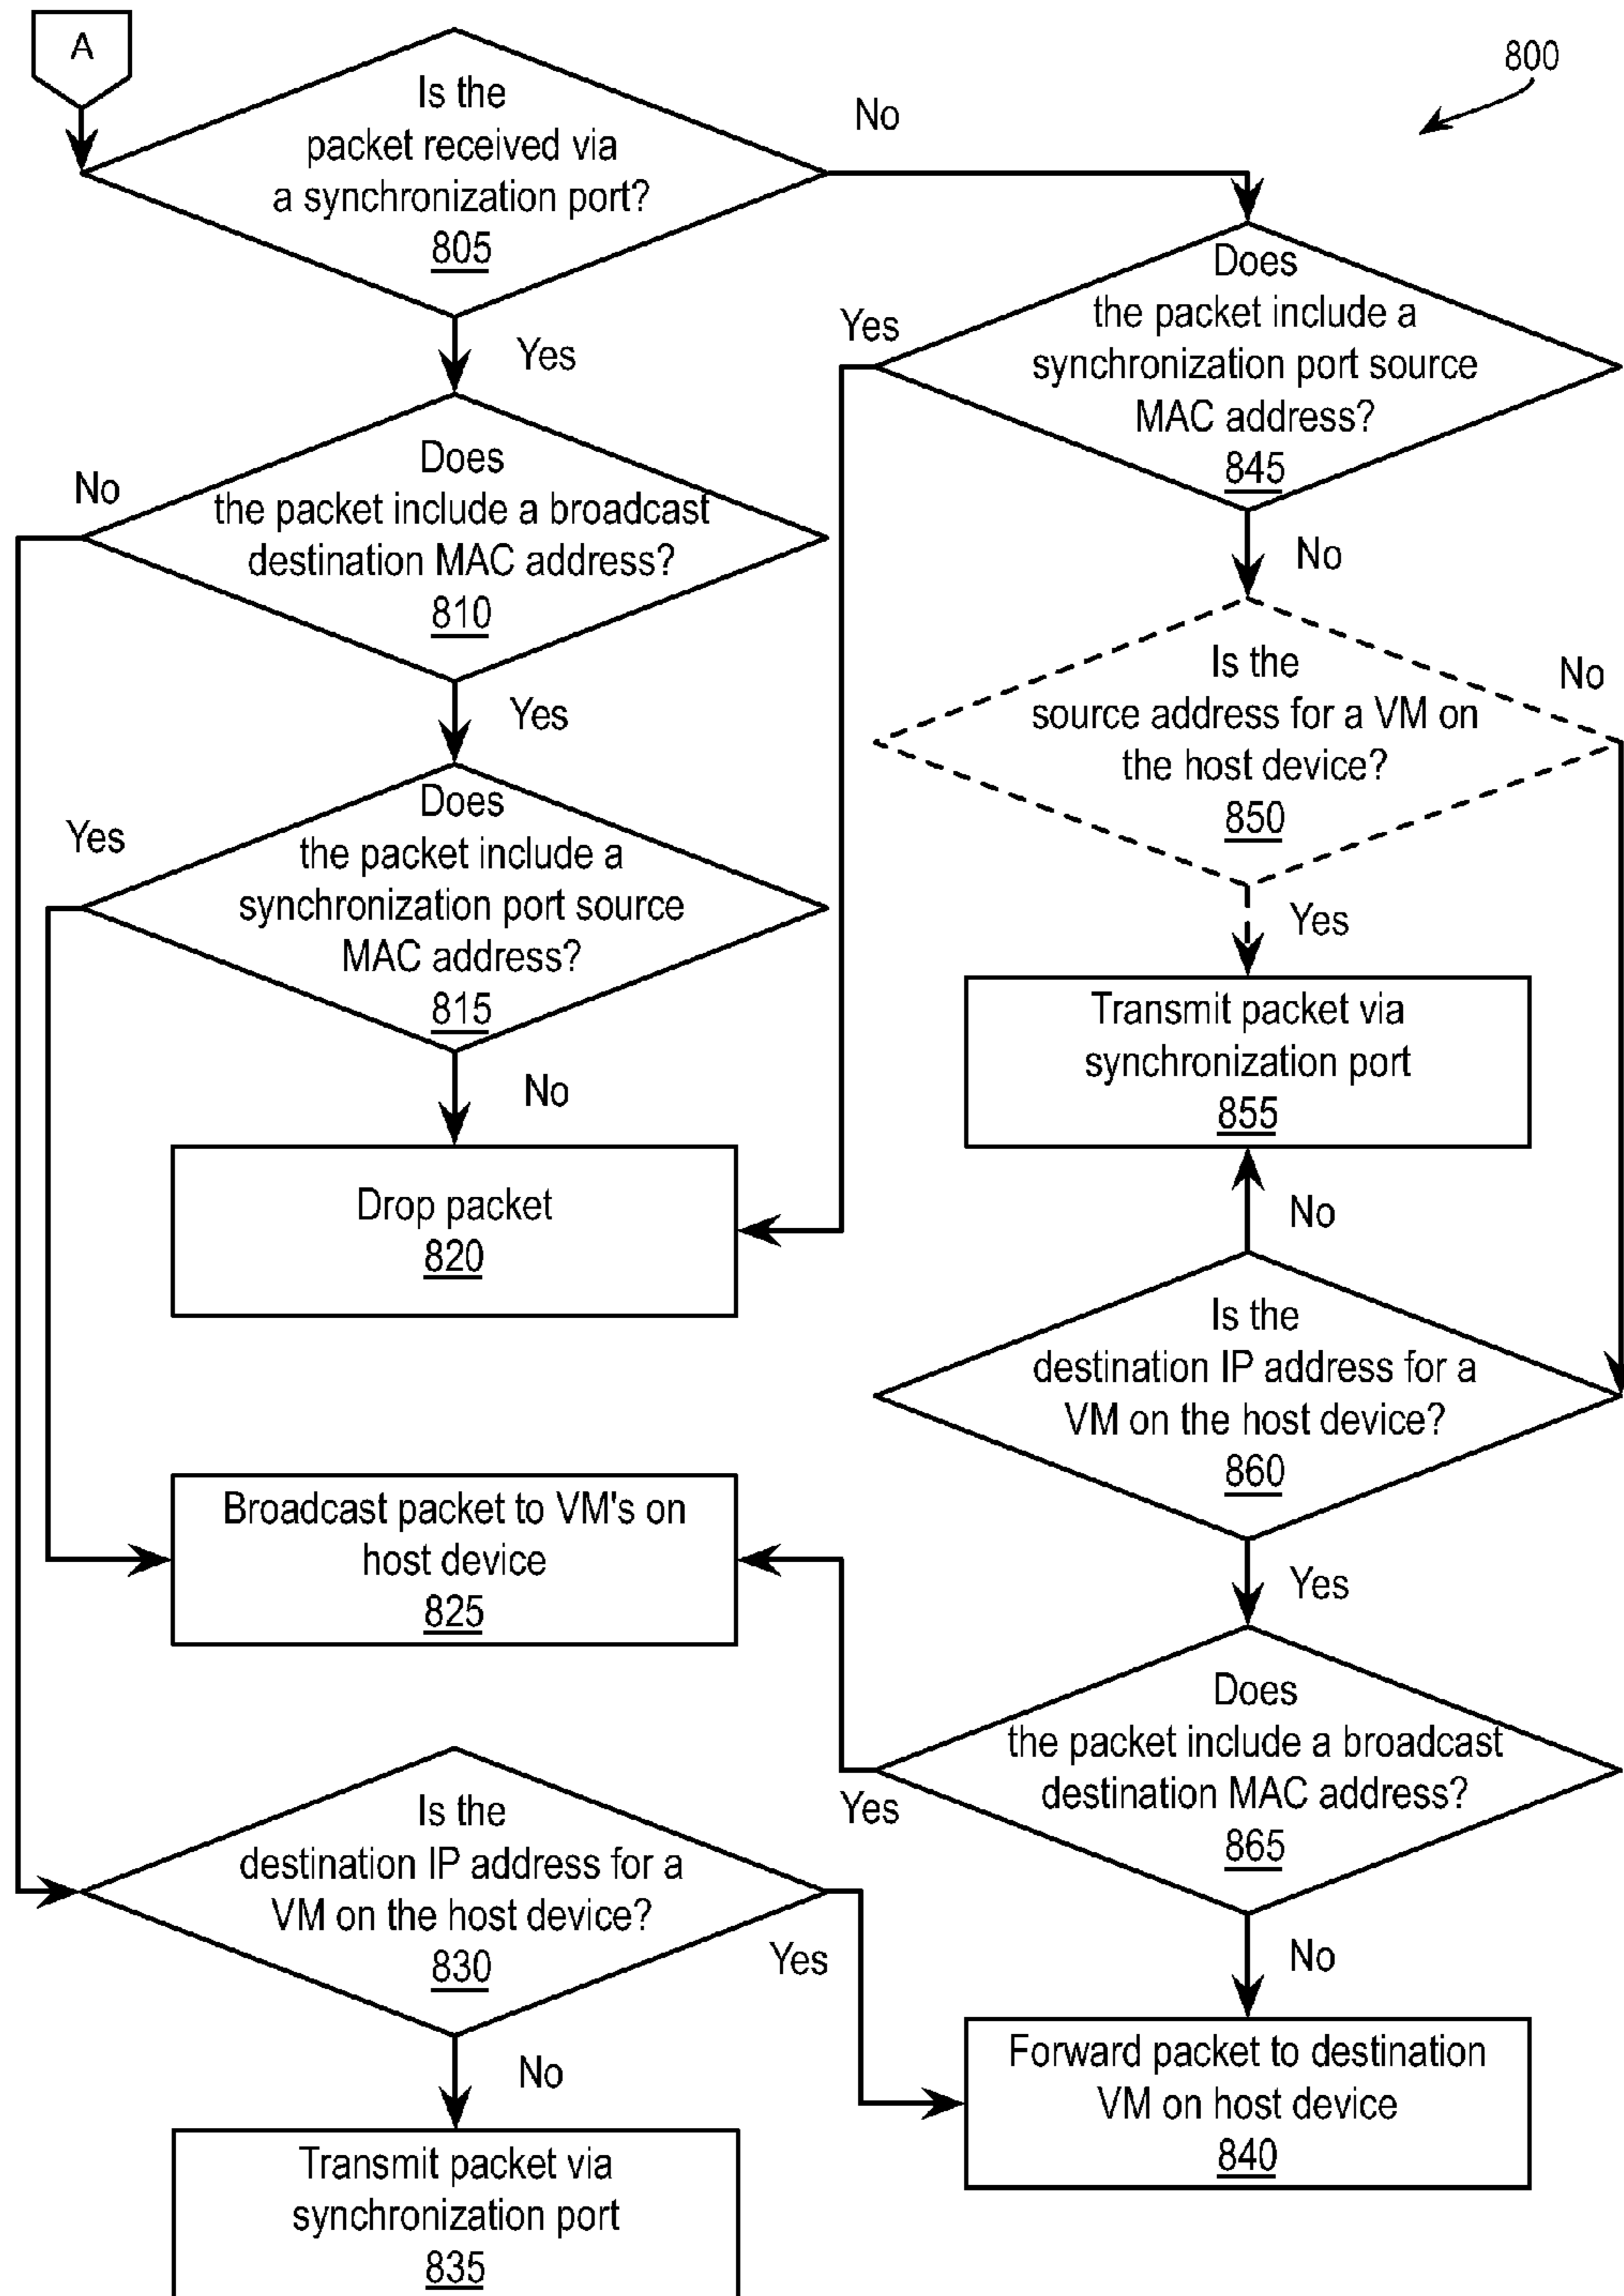 A
800
Is the
packet received via
a synchronization port?
805
No
Yes
Does
the packet include a
synchronization port source
MAC address?
845
Yes
No
Does
the packet include a broadcast
destination MAC address?
810
No
Yes
Is the
source address for a VM on
the host device?
850
No
Yes
Does
the packet include a
synchronization port source
MAC address?
815
Yes
No
Transmit packet via
synchronization port
855
No
Drop packet
820
Is the
destination IP address for a
VM on the host device?
860
Yes
Broadcast packet to VM's on
host device
825
Does
the packet include a broadcast
destination MAC address?
865
Yes
No
Is the
destination IP address for a
VM on the host device?
830
Yes
No
Forward packet to destination
VM on host device
840
Transmit packet via
synchronization port
835